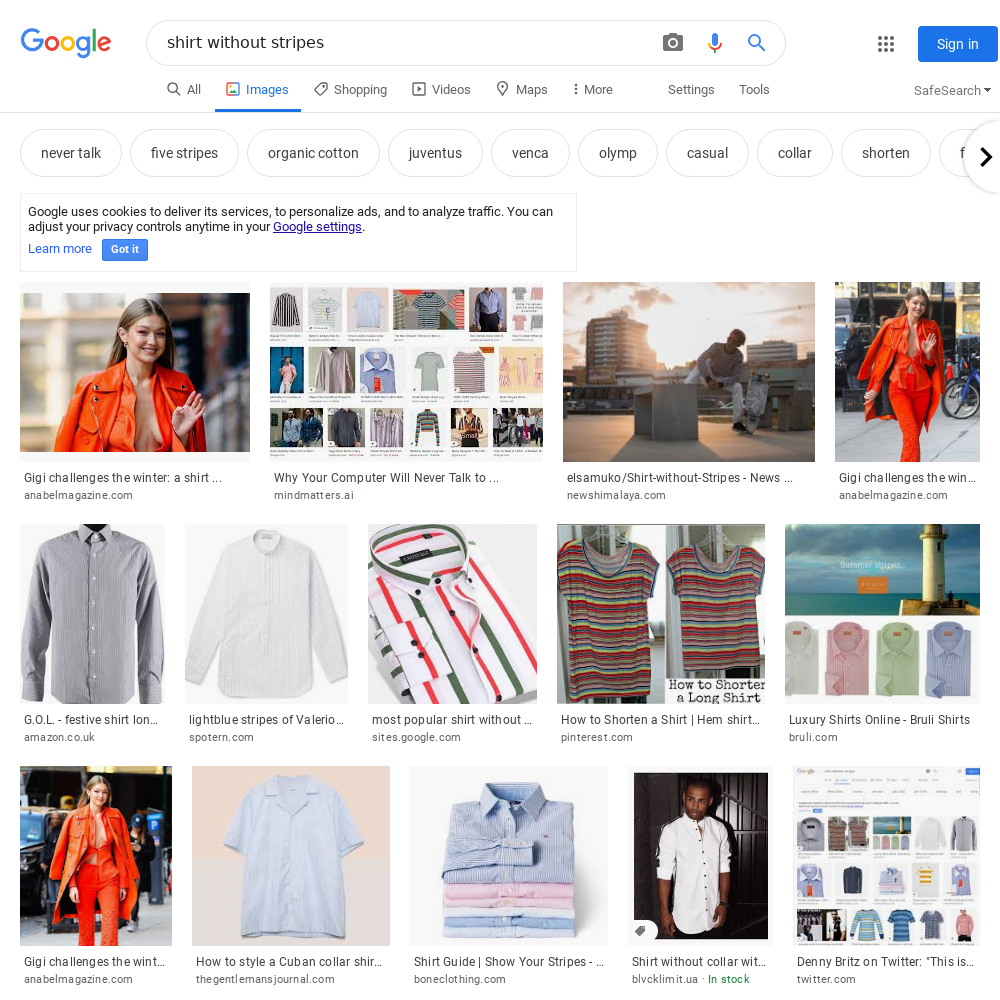 Google
shirt without stripes
Sign in
All
Images
Shopping
Videos
Maps
More
Settings
Tools
SafeSearch
never talk
five stripes
organic cotton
juventus
venca
olymp
casual
collar
shorten
f
Google uses cookies to deliver its services, to personalize ads, and to analyze traffic. You can
adjust your privacy controls anytime in your Google settings.
Learn more
Got it
Gigi challenges the winter: a shirt ...
anabelmagazine.com
Why Your Computer Will Never Talk to ...
mindmatters.ai
elsamuko/Shirt-without-Stripes - News ...
newshimalaya.com
Gigi challenges the win...
anabelmagazine.com
Summer stripes..
How to Shorten
a Long Shirt
G.O.L. - festive shirt lon...
amazon.co.uk
lightblue stripes of Valerio...
spotern.com
most popular shirt without ...
sites.google.com
How to Shorten a Shirt | Hem shirt...
pinterest.com
Luxury Shirts Online - Bruli Shirts
bruli.com
Google
shirt without stripes
Gigi challenges the wint...
anabelmagazine.com
How to style a Cuban collar shir...
thegentlemansjournal.com
Shirt Guide | Show Your Stripes - ...
boneclothing.com
Shirt without collar wit...
blvcklimit.ua · In stock
Denny Britz on Twitter: "This is...
twitter.com